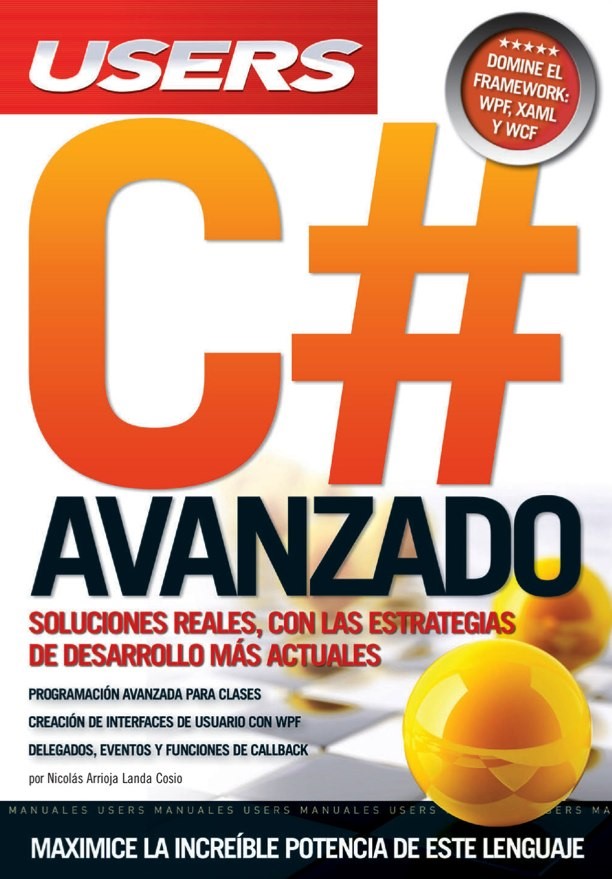 USERS
★★★★★
DOMINE EL
FRAMEWORK:
WPF, XAML
Y WCF
C#
AVANZADO
SOLUCIONES REALES, CON LAS ESTRATEGIAS
DE DESARROLLO MÁS ACTUALES
PROGRAMACIÓN AVANZADA PARA CLASES
CREACIÓN DE INTERFACES DE USUARIO CON WPF
DELEGADOS, EVENTOS Y FUNCIONES DE CALLBACK
por Nicolás Arrioja Landa Cosio
MANUALES USERS MANUALES USERS MANUALES USERS ERS MA
MAXIMICE LA INCREÍBLE POTENCIA DE ESTE LENGUAJE